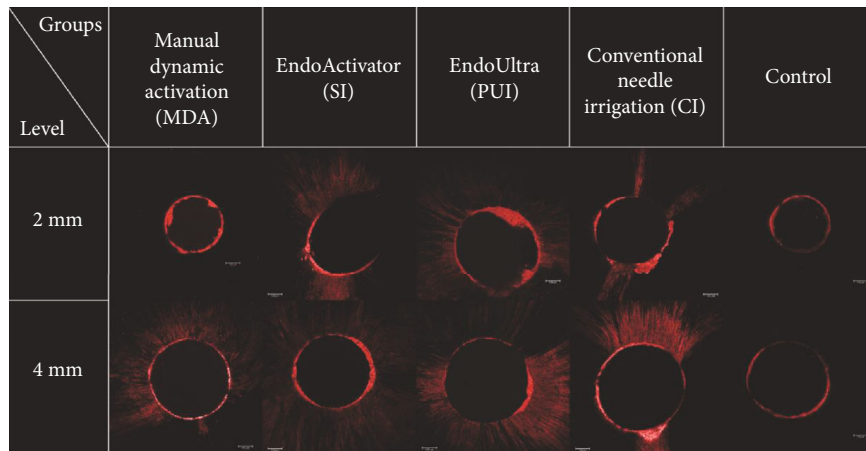 Groups
Level
Manual
dynamic
activation
(MDA)
EndoActivator
(SI)
EndoUltra
(PUI)
Conventional
needle
irrigation (CI)
Control
2 mm
4 mm